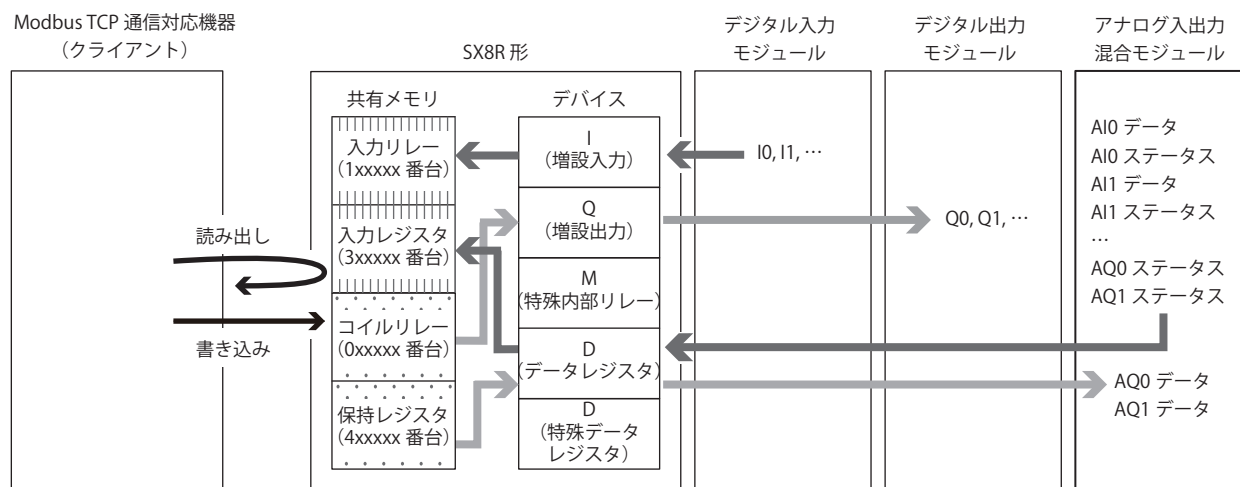 Modbus TCP 通信対応機器
（クライアント）
SX8R 形
デジタル入力
モジュール
デジタル出力
モジュール
アナログ入出力
混合モジュール
共有メモリ
入力リレー
（1xxxxx 番台）
入力レジスタ
（3xxxxx 番台）
コイルリレー
（0xxxxx 番台）
保持レジスタ
（4xxxxx 番台）
デバイス
I
（増設入力）
Q
（増設出力）
M
（特殊内部リレー）
D
（データレジスタ）
D
（特殊データ
レジスタ）
読み出し
書き込み
I0, I1, …
Q0, Q1, …
AI0 データ
AI0 ステータス
AI1 データ
AI1 ステータス
…
AQ0 ステータス
AQ1 ステータス
AQ0 データ
AQ1 データ